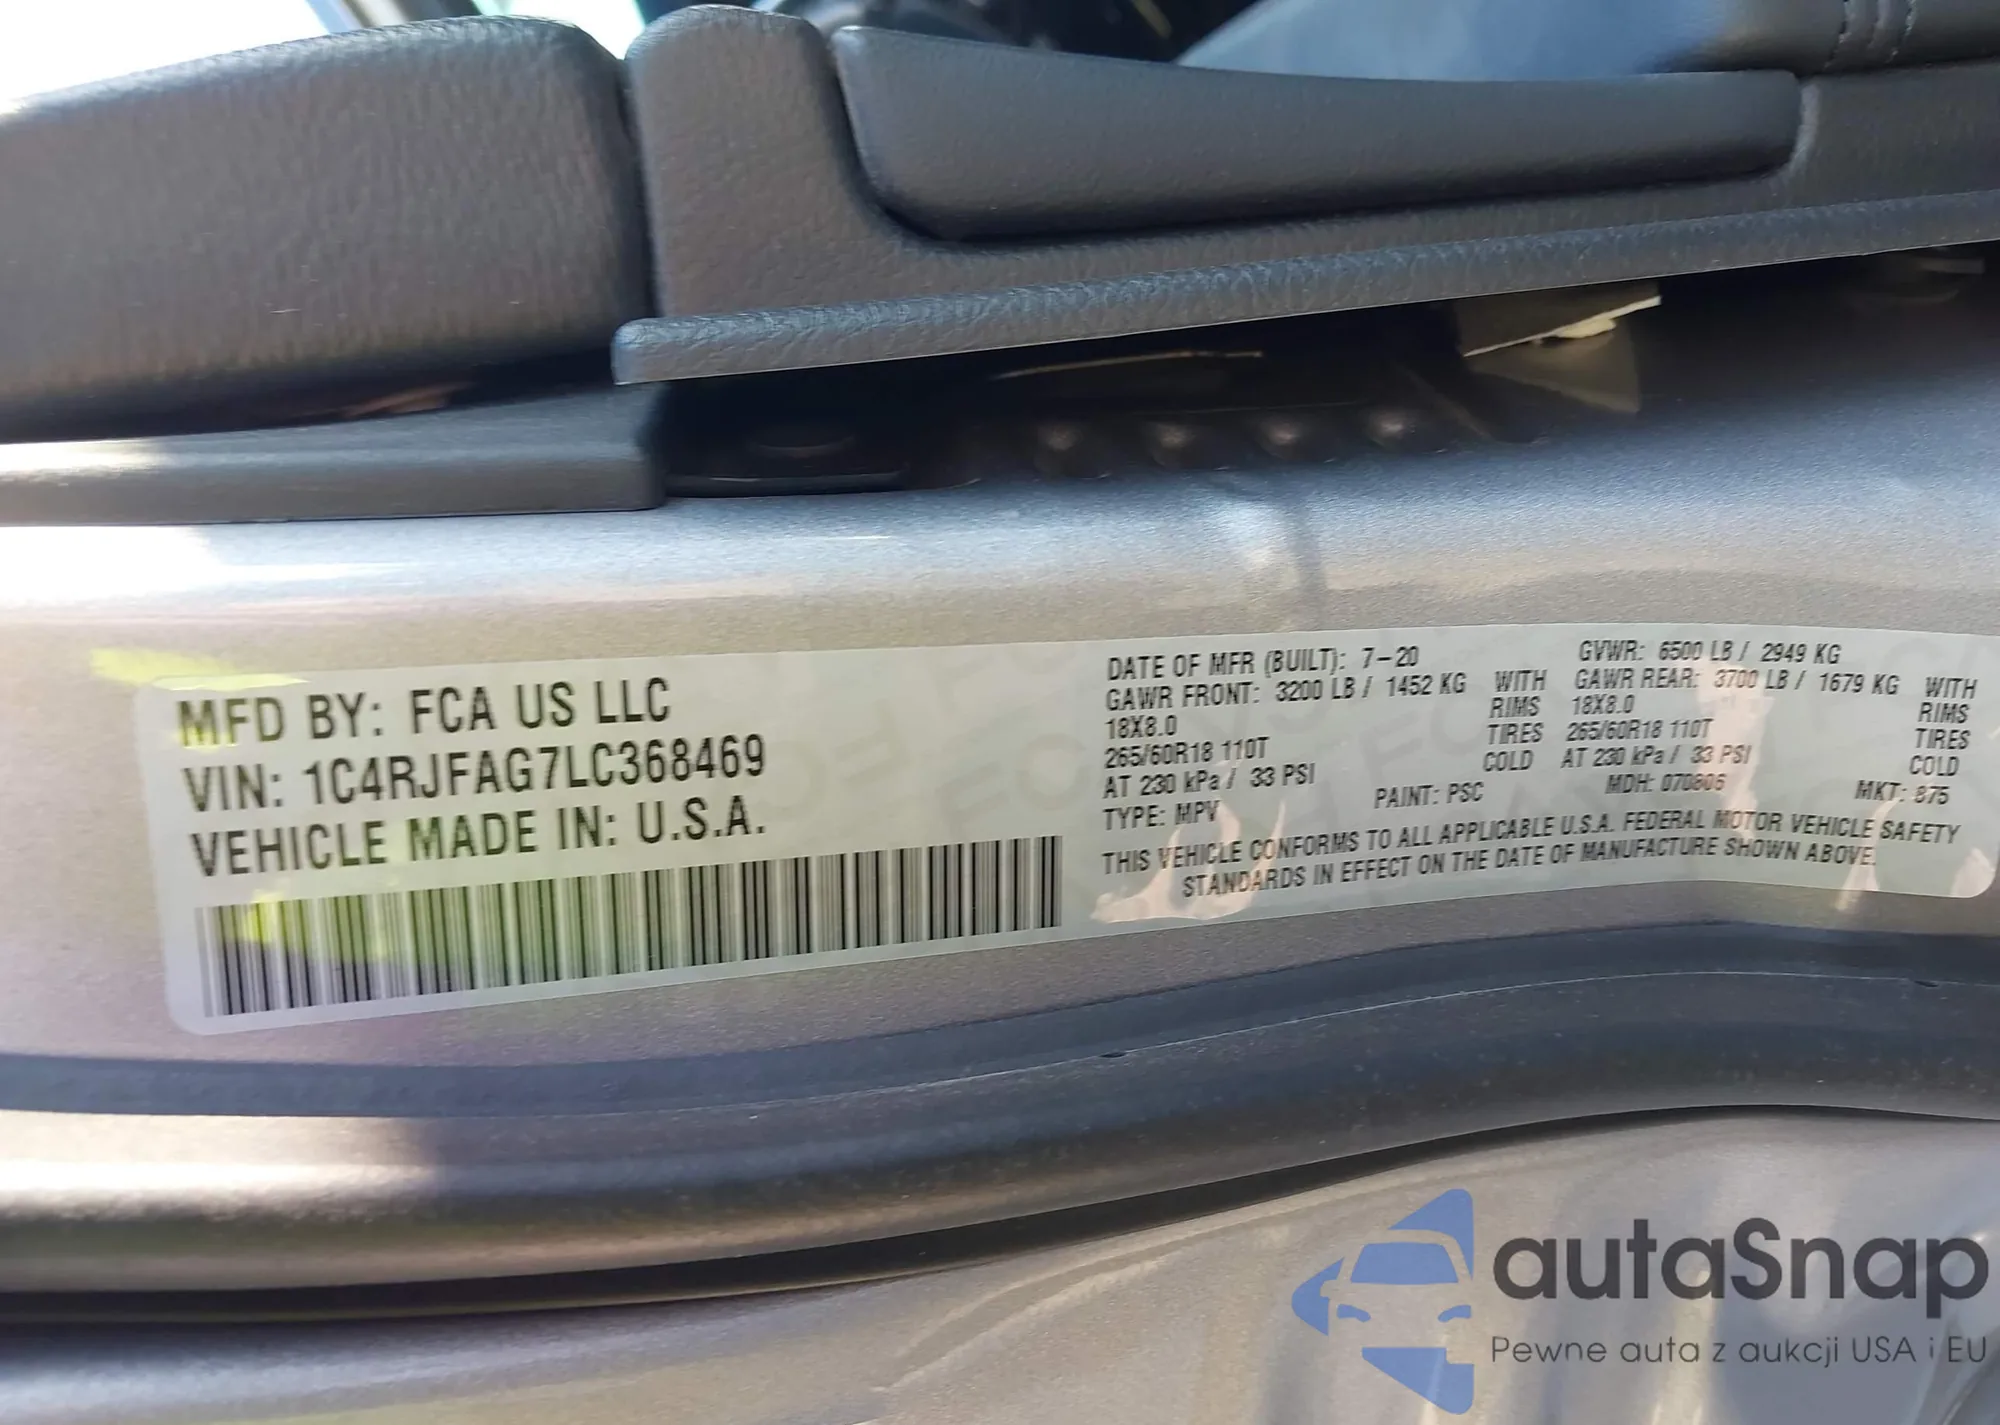 MFD BY: FCA US LLC
VIN: 1C4RJFAG7LC368469
VEHICLE MADE IN: U.S.A.
DATE OF MFR (BUILT): 7-20
GVWR: 6500 LB / 2949 KG
GAWR FRONT: 3200 LB / 1452 KG WITH
GAWR REAR: 3700 LB / 1679 KG WITH
18X8.0 RIMS
18X8.0 RIMS
265/60R18 110T TIRES
265/60R18 110T TIRES
AT 230 kPa / 33 PSI COLD
AT 230 kPa / 33 PSI COLD
TYPE: MPV PAINT: PSC MDH: 070806 MKT: 875
THIS VEHICLE CONFORMS TO ALL APPLICABLE U.S.A. FEDERAL MOTOR VEHICLE SAFETY
STANDARDS IN EFFECT ON THE DATE OF MANUFACTURE SHOWN ABOVE.
autaSnap
Pewne auta z aukcji USA i EU